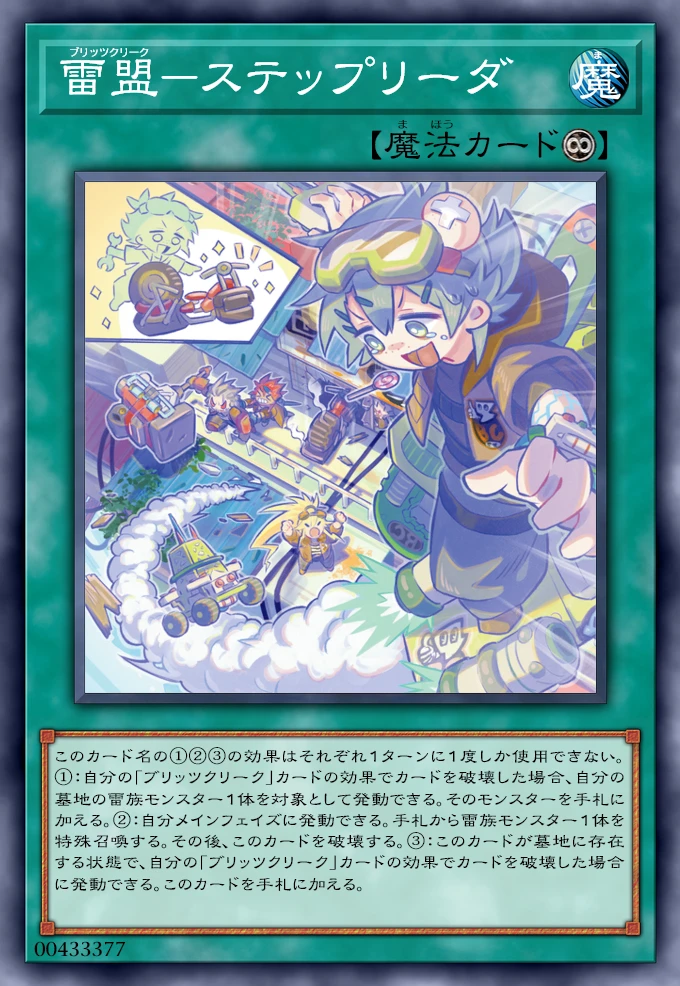 ブリッツクリーク
雷盟-ステップリーダ
ま
魔
ま ほう
【魔法カード】
このカード名の①②③の効果はそれぞれ1ターンに1度しか使用できない。
①:自分の「ブリッツクリーク」カードの効果でカードを破壊した場合、自分の
墓地の雷族モンスター1体を対象として発動できる。そのモンスターを手札に
加える。②:自分メインフェイズに発動できる。手札から雷族モンスター1体を
特殊召喚する。その後、このカードを破壊する。③:このカードが墓地に存在
する状態で、自分の「ブリッツクリーク」カードの効果でカードを破壊した場合
に発動できる。このカードを手札に加える。
00433377